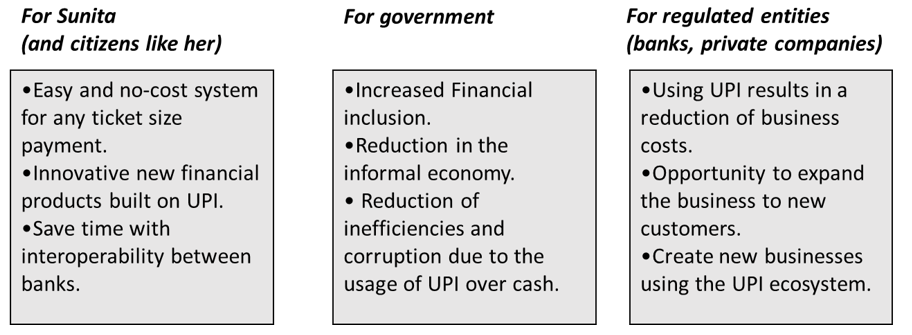 For Sunita
(and citizens like her)
•Easy and no-cost system
for any ticket size
payment.
•Innovative new financial
products built on UPI.
•Save time with
interoperability between
banks.
For government
•Increased Financial
inclusion.
•Reduction in the
informal economy.
• Reduction of
inefficiencies and
corruption due to the
usage of UPI over cash.
For regulated entities
(banks, private companies)
•Using UPI results in a
reduction of business
costs.
•Opportunity to expand
the business to new
customers.
•Create new businesses
using the UPI ecosystem.